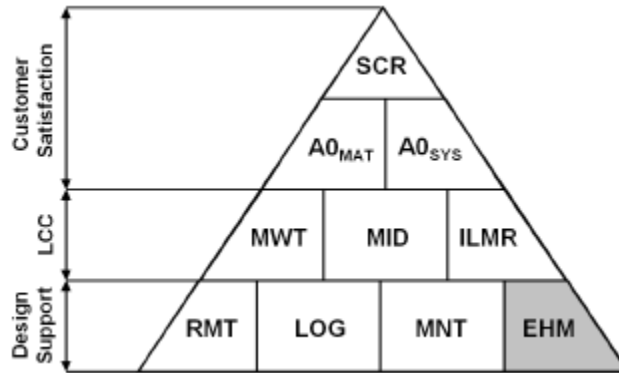 Customer
Satisfaction
SCR
A0MAT
A0SYS
LCC
MWT
MID
ILMR
Design
Support
RMT
LOG
MNT
EHM